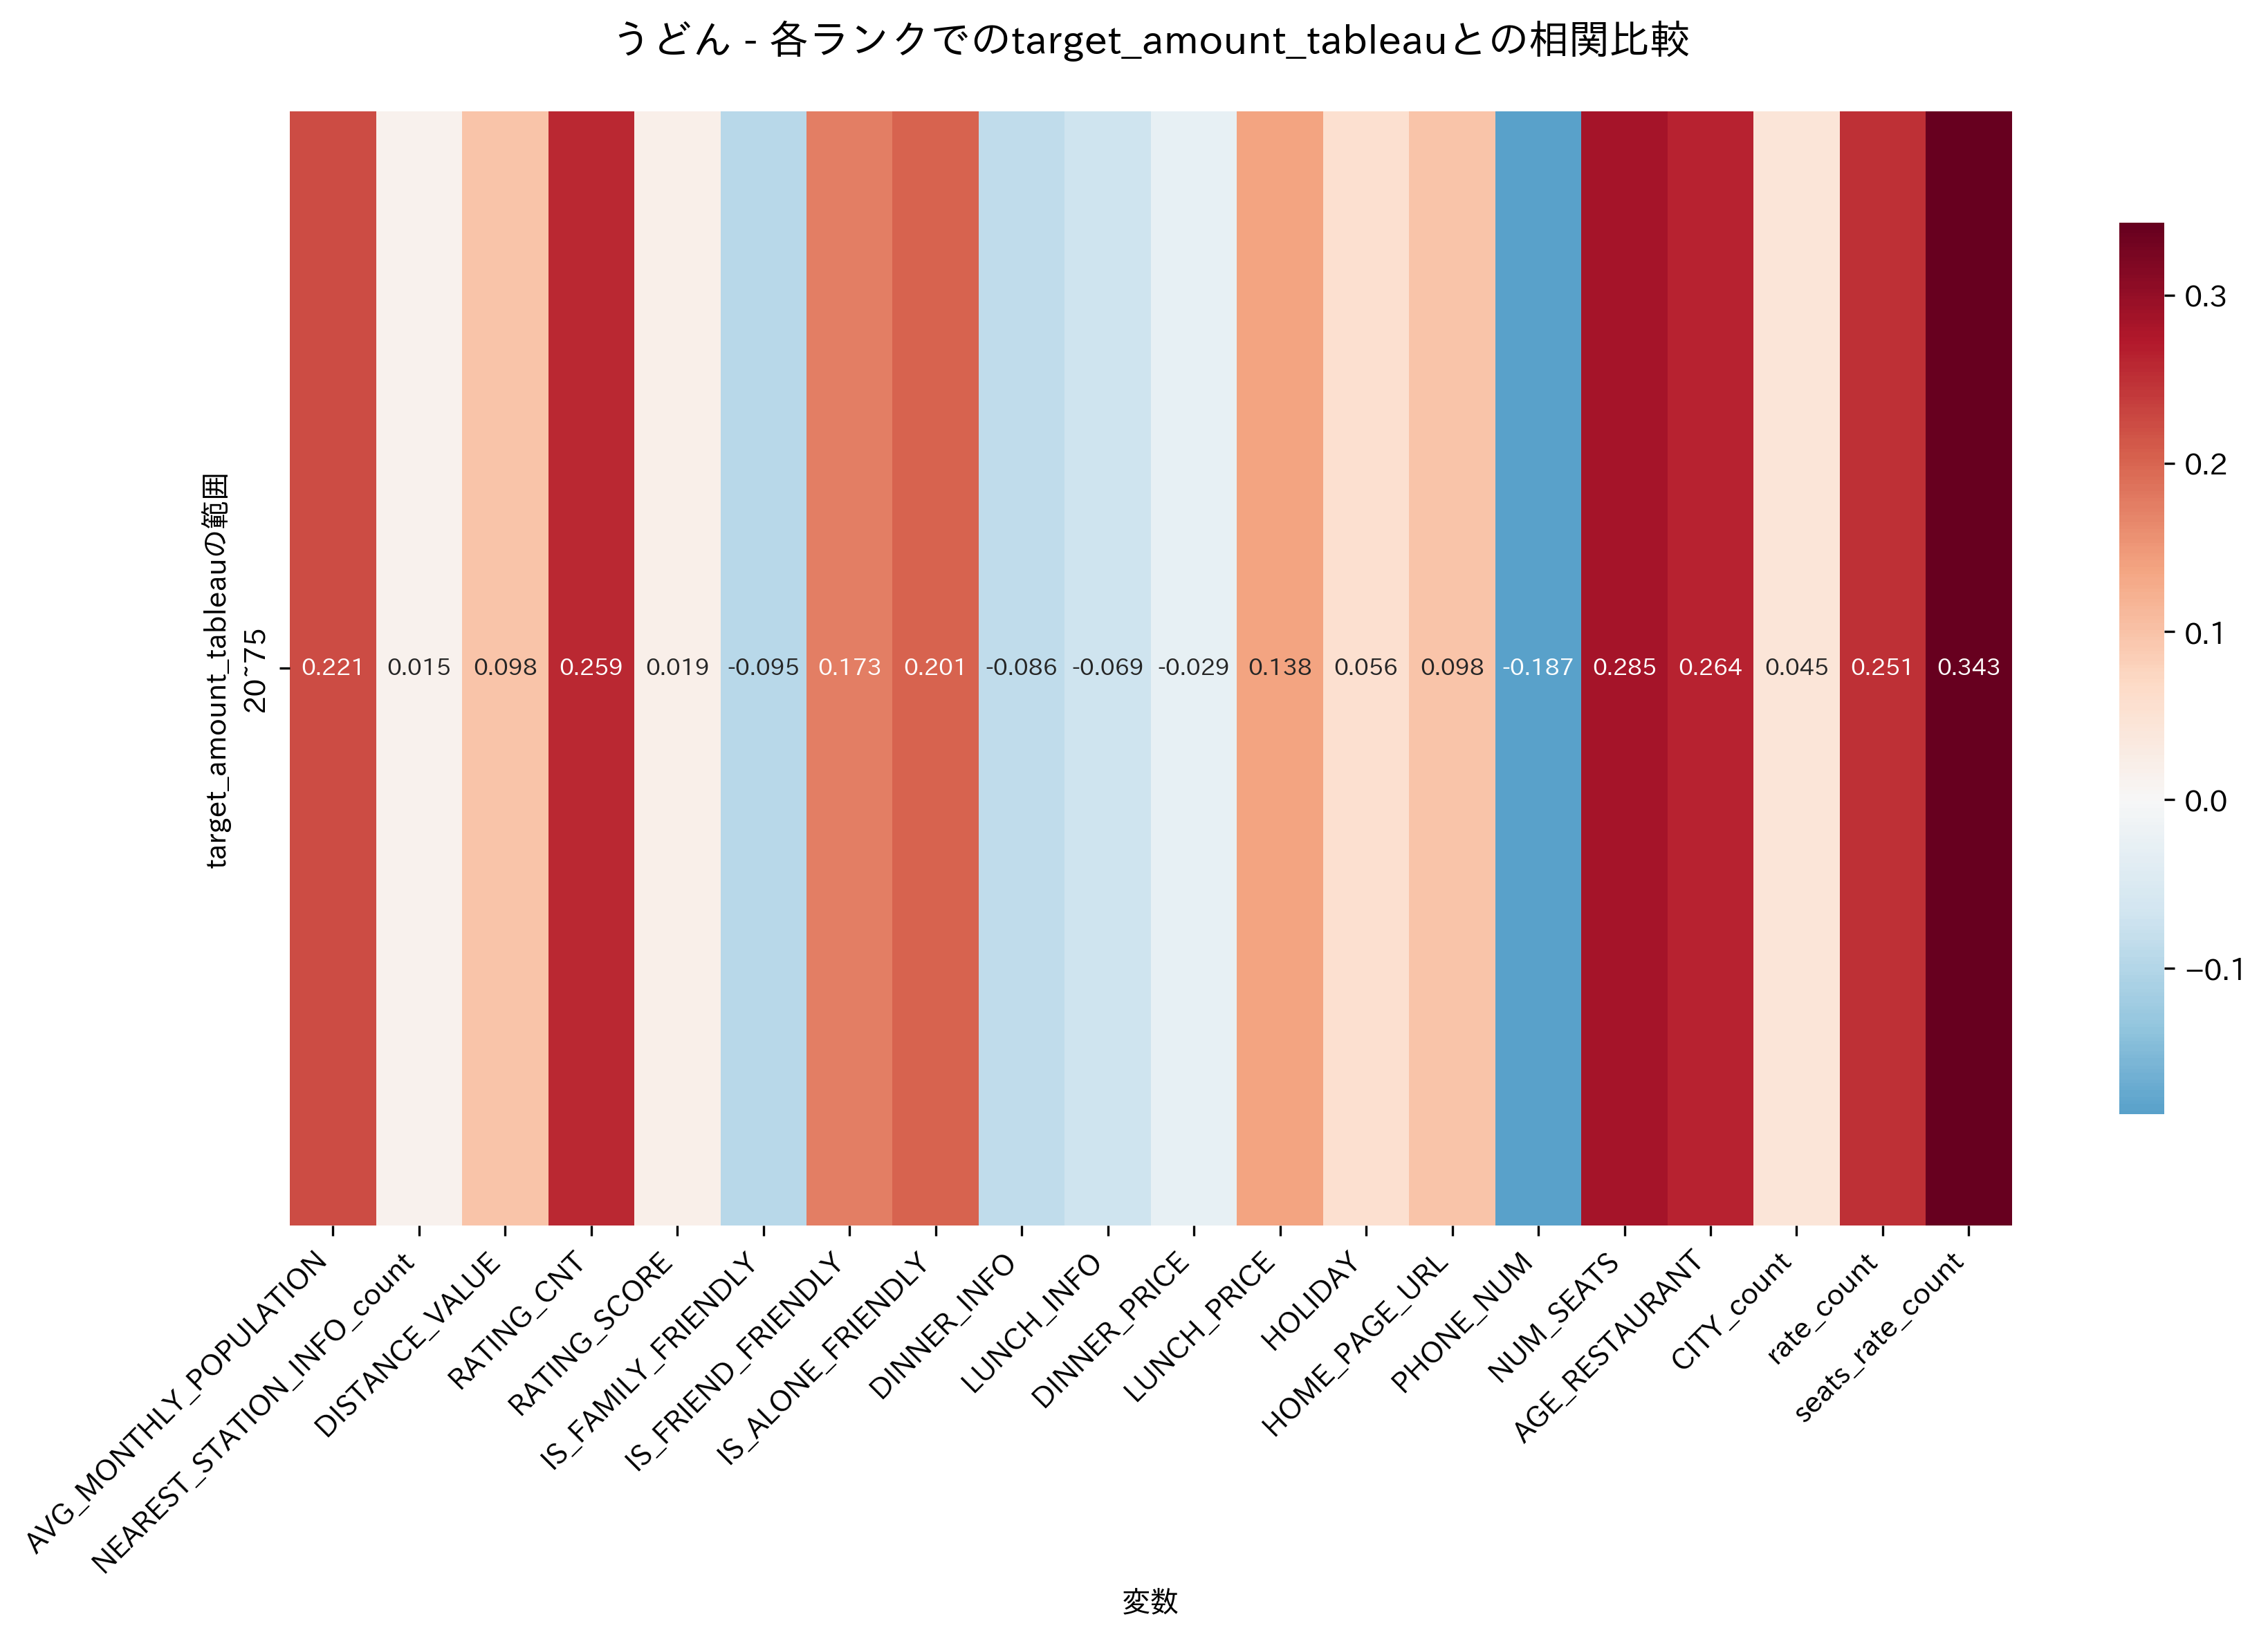 うどん - 各ランクでのtarget_amount_tableauとの相関比較
target_amount_tableauの範囲
20~75
0.221 0.015 0.098 0.259 0.019 -0.095 0.173 0.201 -0.086 -0.069 -0.029 0.138 0.056 0.098 -0.187 0.285 0.264 0.045 0.251 0.343
0.3
0.2
0.1
0.0
−0.1
AVG_MONTHLY_POPULATION
NEAREST_STATION_INFO_count
DISTANCE_VALUE
RATING_CNT
RATING_SCORE
IS_FAMILY_FRIENDLY
IS_FRIEND_FRIENDLY
IS_ALONE_FRIENDLY
DINNER_INFO
LUNCH_INFO
DINNER_PRICE
LUNCH_PRICE
HOLIDAY
HOME_PAGE_URL
PHONE_NUM
NUM_SEATS
AGE_RESTAURANT
CITY_count
rate_count
seats_rate_count
変数